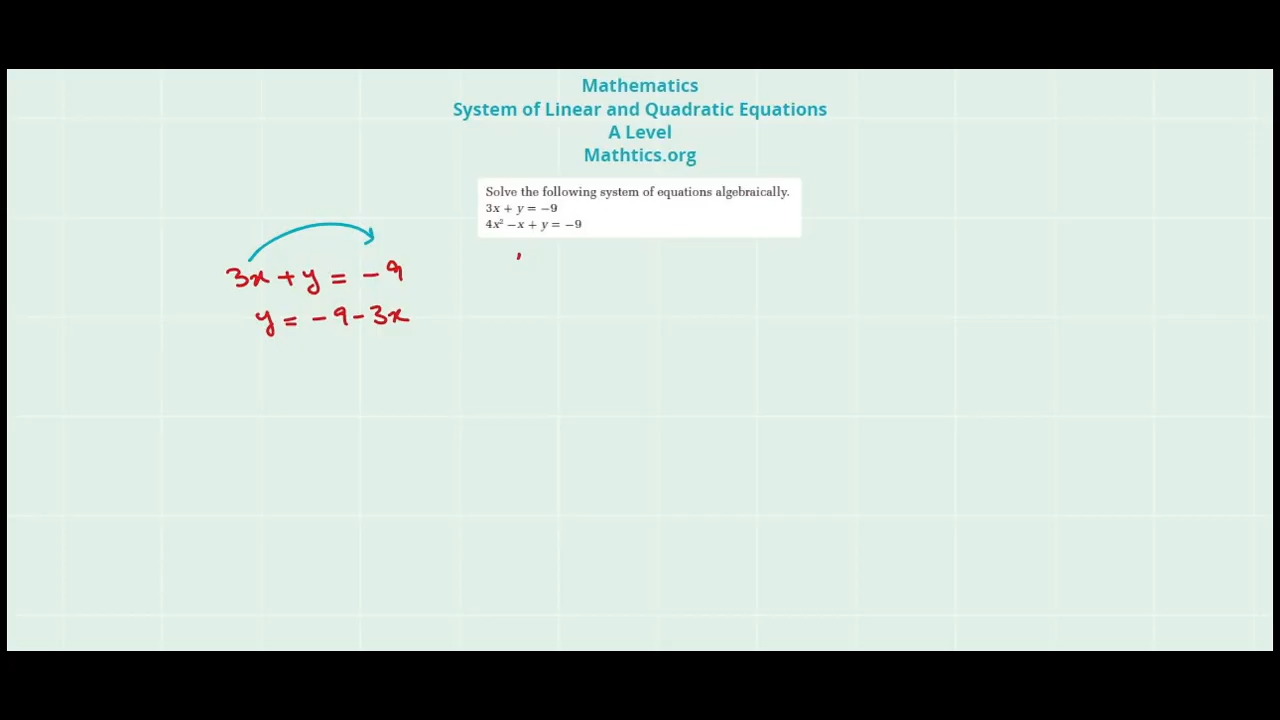 Mathematics
System of Linear and Quadratic Equations
A Level
Mathtics.org
Solve the following system of equations algebraically.
3x + y = −9
4x² −x + y = −9
3x + y = − 9
y = − 9 − 3x